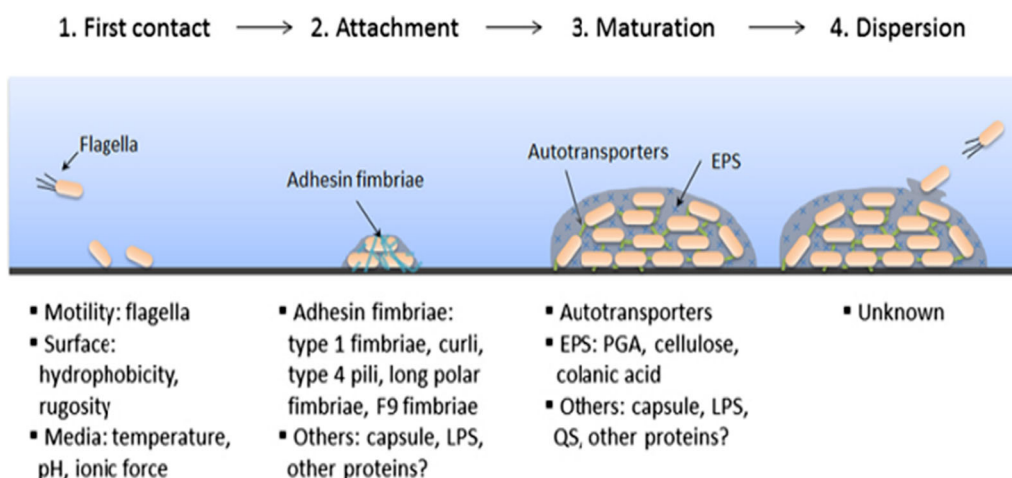 1. First contact → 2. Attachment → 3. Maturation → 4. Dispersion
Flagella
Adhesin fimbriae
Autotransporters
EPS
▪ Motility: flagella
▪ Surface:
hydrophobicity,
rugosity
▪ Media: temperature,
pH, ionic force
▪ Adhesin fimbriae:
type 1 fimbriae, curli,
type 4 pili, long polar
fimbriae, F9 fimbriae
▪ Others: capsule, LPS,
other proteins?
▪ Autotransporters
▪ EPS: PGA, cellulose,
colanic acid
▪ Others: capsule, LPS,
QS, other proteins?
▪ Unknown